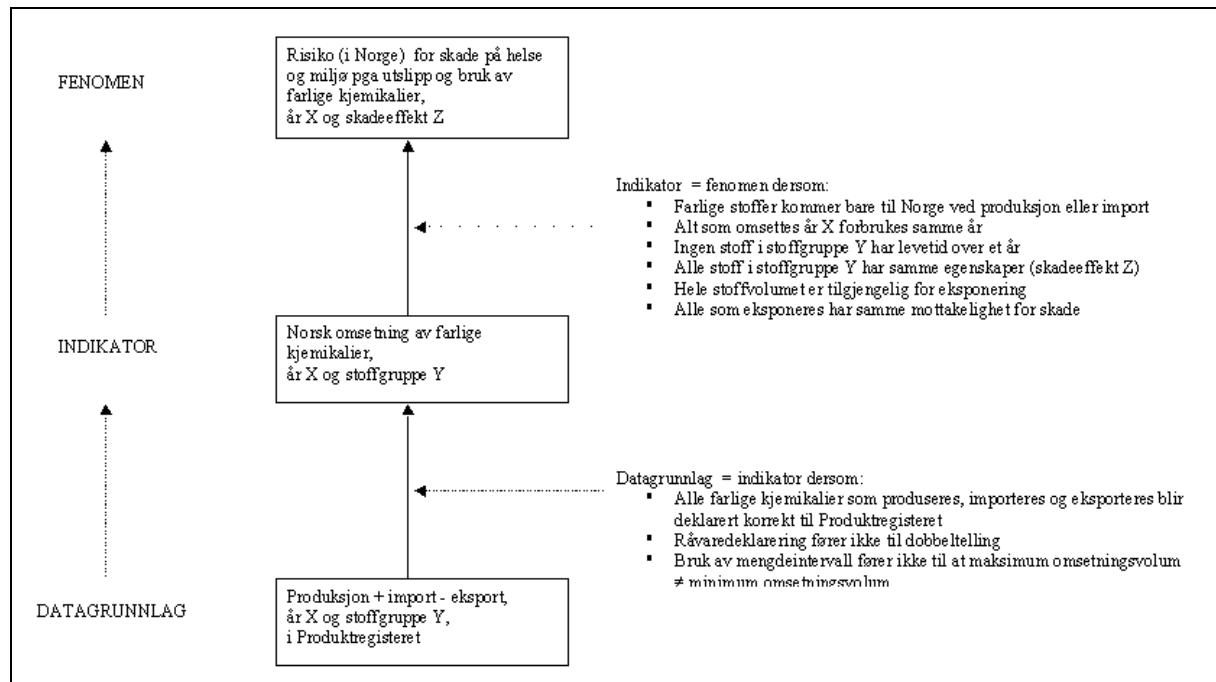 FENOMEN
Risiko (i Norge) for skade på helse
og miljø pga utslipp og bruk av
farlige kjemikalier,
år X og skadeeffekt Z
Indikator = fenomen dersom:
▪ Farlige stoffer kommer bare til Norge ved produksjon eller import
▪ Alt som omsettes år X forbrukes samme år
▪ Ingen stoff i stoffgruppe Y har levetid over et år
▪ Alle stoff i stoffgruppe Y har samme egenskaper (skadeeffekt Z)
▪ Hele stoffvolumet er tilgjengelig for eksponering
▪ Alle som eksponeres har samme mottakelighet for skade
INDIKATOR
Norsk omsetning av farlige
kjemikalier,
år X og stoffgruppe Y
Datagrunnlag = indikator dersom:
▪ Alle farlige kjemikalier som produseres, importeres og eksporteres blir
deklarert korrekt til Produktregisteret
▪ Råvaredeklarering fører ikke til dobbeltelling
▪ Bruk av mengdeintervall fører ikke til at maksimum omsetningsvolum
≠ minimum omsetningsvolum
DATAGRUNNLAG
Produksjon + import - eksport,
år X og stoffgruppe Y,
i Produktregisteret